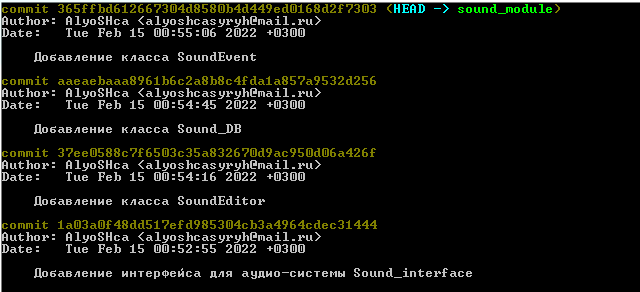 commit 365ffbd612667304d8580b4d449ed0168d2f7303 (HEAD -> sound_module)
Author: AlyoSHca <alyoshcasyryh@mail.ru>
Date:   Tue Feb 15 00:55:06 2022 +0300
Добавление класса SoundEvent
commit aaeaebaaa8961b6c2a8b8c4fda1a857a9532d256
Author: AlyoSHca <alyoshcasyryh@mail.ru>
Date:   Tue Feb 15 00:54:45 2022 +0300
Добавление класса Sound_DB
commit 37ee0588c7f6503c35a832670d9ac950d06a426f
Author: AlyoSHca <alyoshcasyryh@mail.ru>
Date:   Tue Feb 15 00:54:16 2022 +0300
Добавление класса SoundEditor
commit 1a03a0f48dd517efd985304cb3a4964cdec31444
Author: AlyoSHca <alyoshcasyryh@mail.ru>
Date:   Tue Feb 15 00:52:55 2022 +0300
Добавление интерфейса для аудио-системы Sound_interface